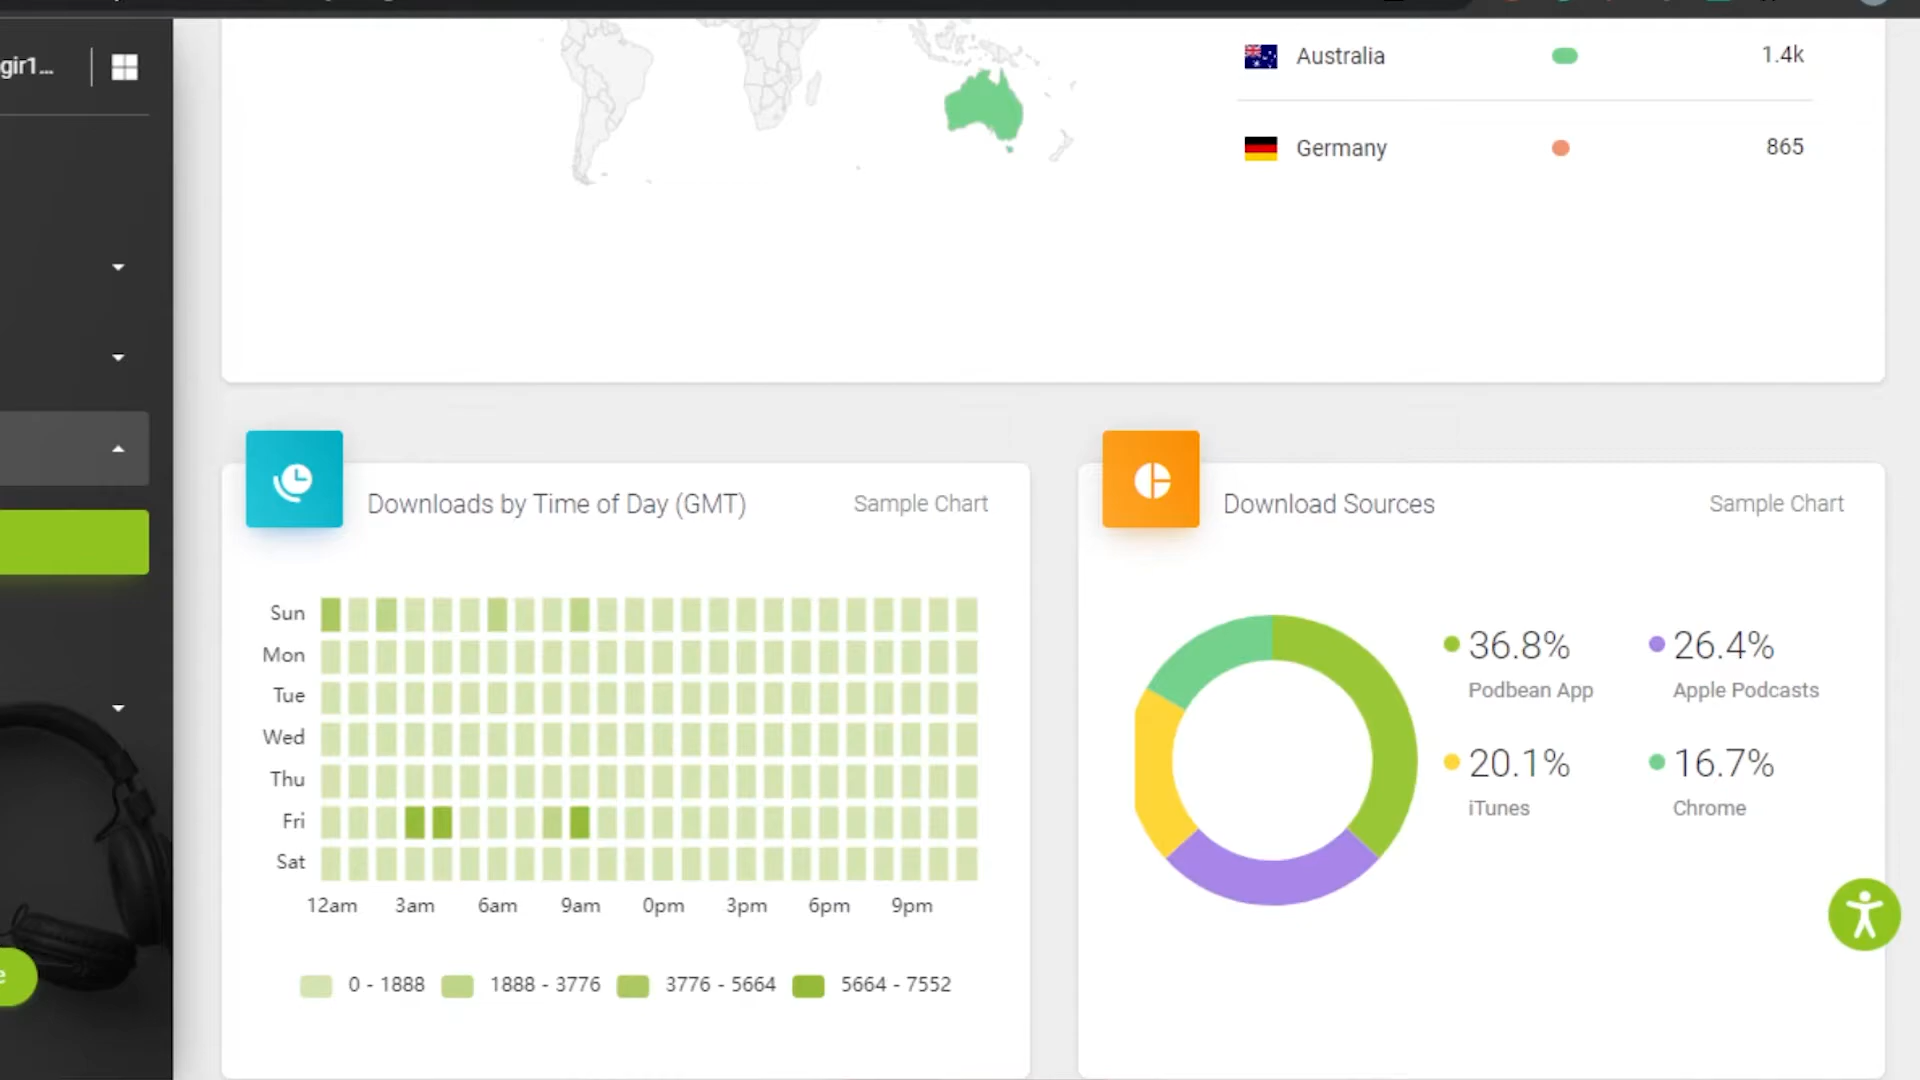 gir1...
Australia 1.4k
Germany 865
Downloads by Time of Day (GMT) Sample Chart
Sun
Mon
Tue
Wed
Thu
Fri
Sat
12am 3am 6am 9am 0pm 3pm 6pm 9pm
0 - 1888 1888 - 3776 3776 - 5664 5664 - 7552
Download Sources Sample Chart
36.8% 26.4%
Podbean App Apple Podcasts
20.1% 16.7%
iTunes Chrome
e